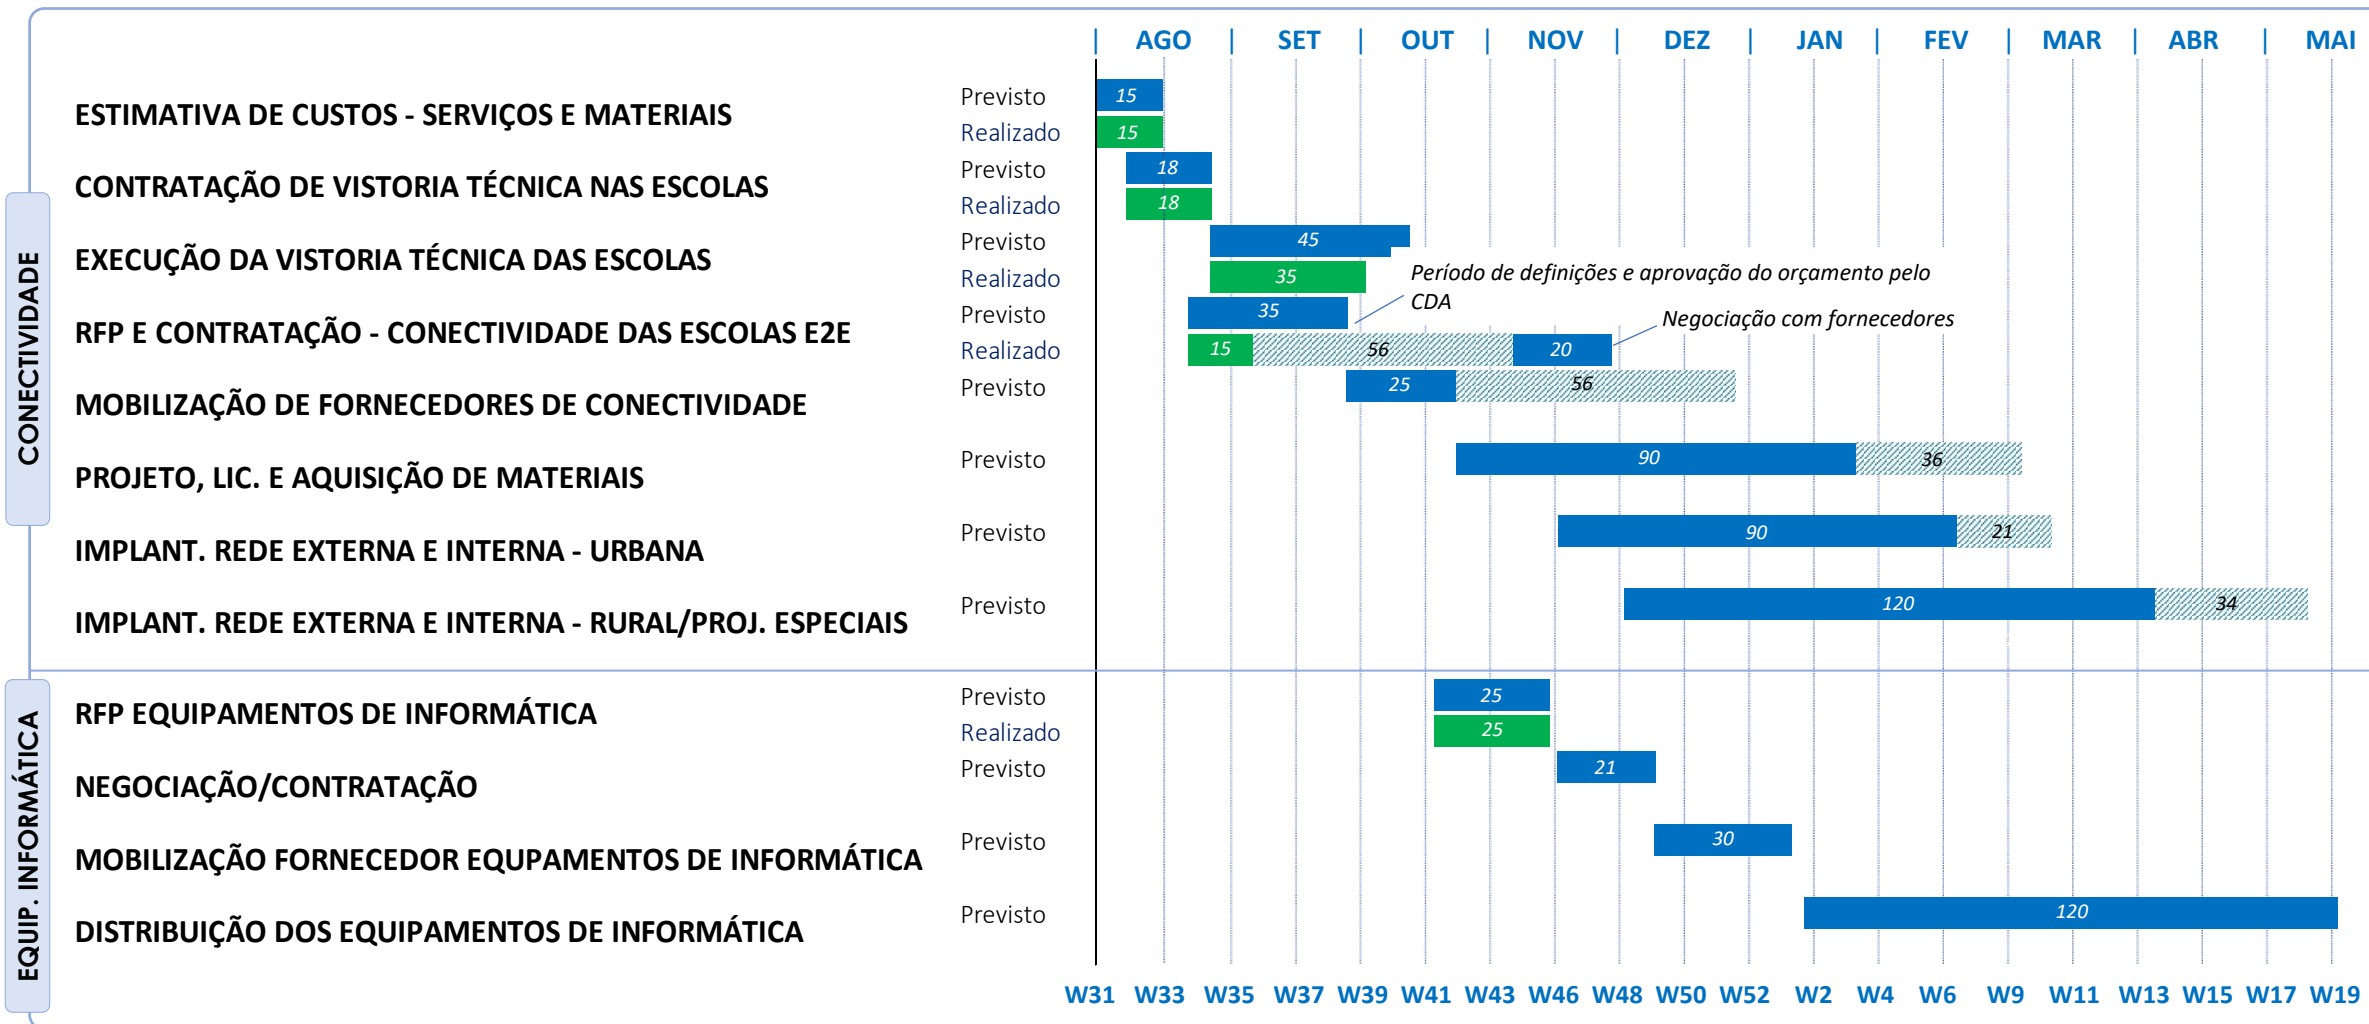 | AGO | SET | OUT | NOV | DEZ | JAN | FEV | MAR | ABR | MAI
CONECTIVIDADE
ESTIMATIVA DE CUSTOS - SERVIÇOS E MATERIAIS
Previsto
15
Realizado
15
CONTRATAÇÃO DE VISTORIA TÉCNICA NAS ESCOLAS
Previsto
18
Realizado
18
EXECUÇÃO DA VISTORIA TÉCNICA DAS ESCOLAS
Previsto
45
Realizado
35
Período de definições e aprovação do orçamento pelo
CDA
RFP E CONTRATAÇÃO - CONECTIVIDADE DAS ESCOLAS E2E
Previsto
35
Negociação com fornecedores
Realizado
15 56 20
MOBILIZAÇÃO DE FORNECEDORES DE CONECTIVIDADE
Previsto
25 56
PROJETO, LIC. E AQUISIÇÃO DE MATERIAIS
Previsto
90 36
IMPLANT. REDE EXTERNA E INTERNA - URBANA
Previsto
90 21
IMPLANT. REDE EXTERNA E INTERNA - RURAL/PROJ. ESPECIAIS
Previsto
120 34
EQUIP. INFORMÁTICA
RFP EQUIPAMENTOS DE INFORMÁTICA
Previsto
25
Realizado
25
NEGOCIAÇÃO/CONTRATAÇÃO
Previsto
21
MOBILIZAÇÃO FORNECEDOR EQUPAMENTOS DE INFORMÁTICA
Previsto
30
DISTRIBUIÇÃO DOS EQUIPAMENTOS DE INFORMÁTICA
Previsto
120
W31 W33 W35 W37 W39 W41 W43 W46 W48 W50 W52 W2 W4 W6 W9 W11 W13 W15 W17 W19